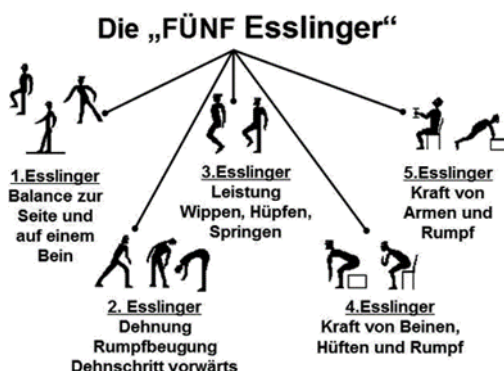 Die „FÜNF Esslinger“
1.Esslinger
Balance zur
Seite und
auf einem
Bein
2. Esslinger
Dehnung
Rumpfbeugung
Dehnschritt vorwärts
3.Esslinger
Leistung
Wippen, Hüpfen,
Springen
4.Esslinger
Kraft von Beinen,
Hüften und Rumpf
5.Esslinger
Kraft von
Armen und
Rumpf